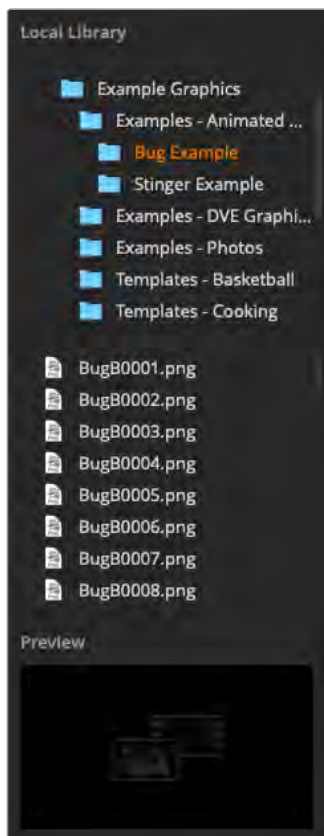 Local Library
Example Graphics
Examples - Animated ...
Bug Example
Stinger Example
Examples - DVE Graphi...
Examples - Photos
Templates - Basketball
Templates - Cooking
BugB0001.png
BugB0002.png
BugB0003.png
BugB0004.png
BugB0005.png
BugB0006.png
BugB0007.png
BugB0008.png
Preview